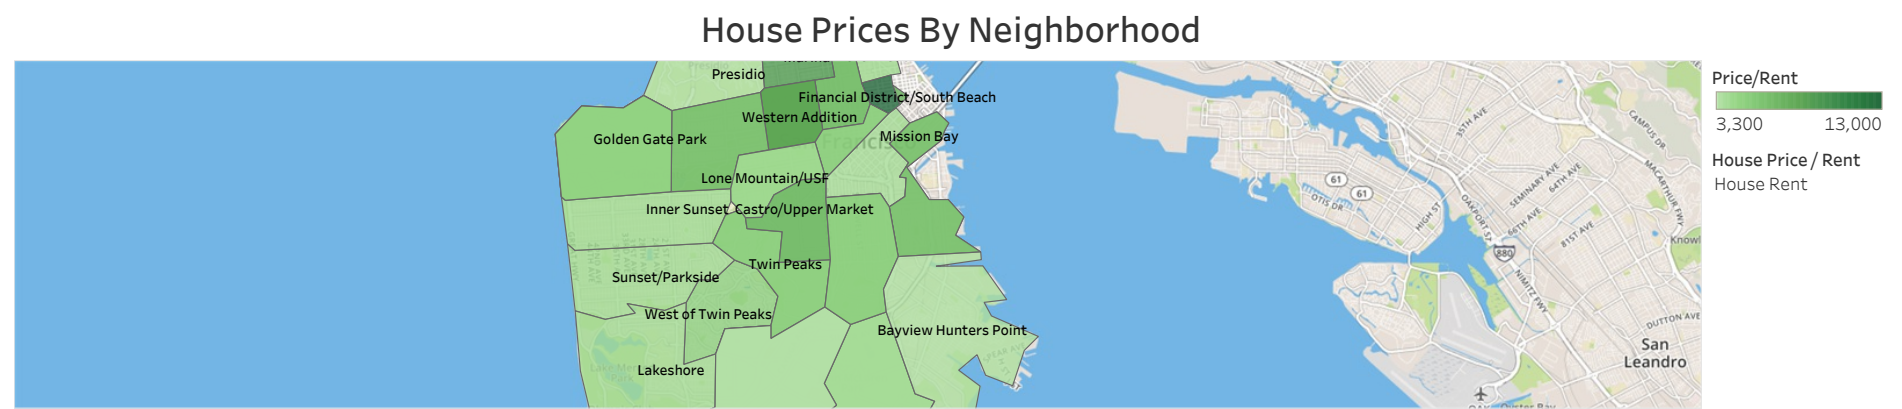 House Prices By Neighborhood
Presidio
Financial District/South Beach
Western Addition
Mission Bay
Golden Gate Park
Lone Mountain/USF
Inner Sunset
Castro/Upper Market
Twin Peaks
Sunset/Parkside
West of Twin Peaks
Bayview Hunters Point
Lakeshore
35TH AVE
CAMPUS DR
MACARTHUR FWY
SEMINARY AVE
64TH AVE
66TH AVE
81ST AVE
61
61
OTIS DR
HIGH ST
OAKPORT ST
880
NIMITZ FWY
Knowl
DUTTON AVE
San
Leandro
Oyster Bay
Price/Rent
3,300
13,000
House Price / Rent
House Rent